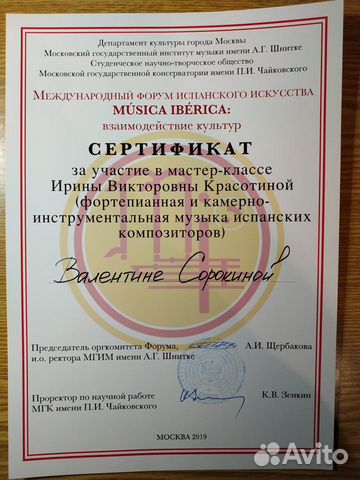 Департамент культуры города Москвы
Московский государственный институт музыки имени А.Г. Шнитке
Студенческое научно-творческое общество
Московской государственной консерватории имени П.И. Чайковского
Международный форум испанского искусства
MÚSICA IBÉRICA:
взаимодействие культур
СЕРТИФИКАТ
за участие в мастер-классе
Ирины Викторовны Красотиной
(фортепианная и камерно-
инструментальная музыка испанских
композиторов)
Валентине Сорокиной
Председатель оргкомитета Форума, А.И. Щербакова
и.о. ректора МГИМ имени А.Г. Шнитке
Проректор по научной работе К.В. Зенкин
МГК имени П.И. Чайковского
МОСКВА 2019
Avito